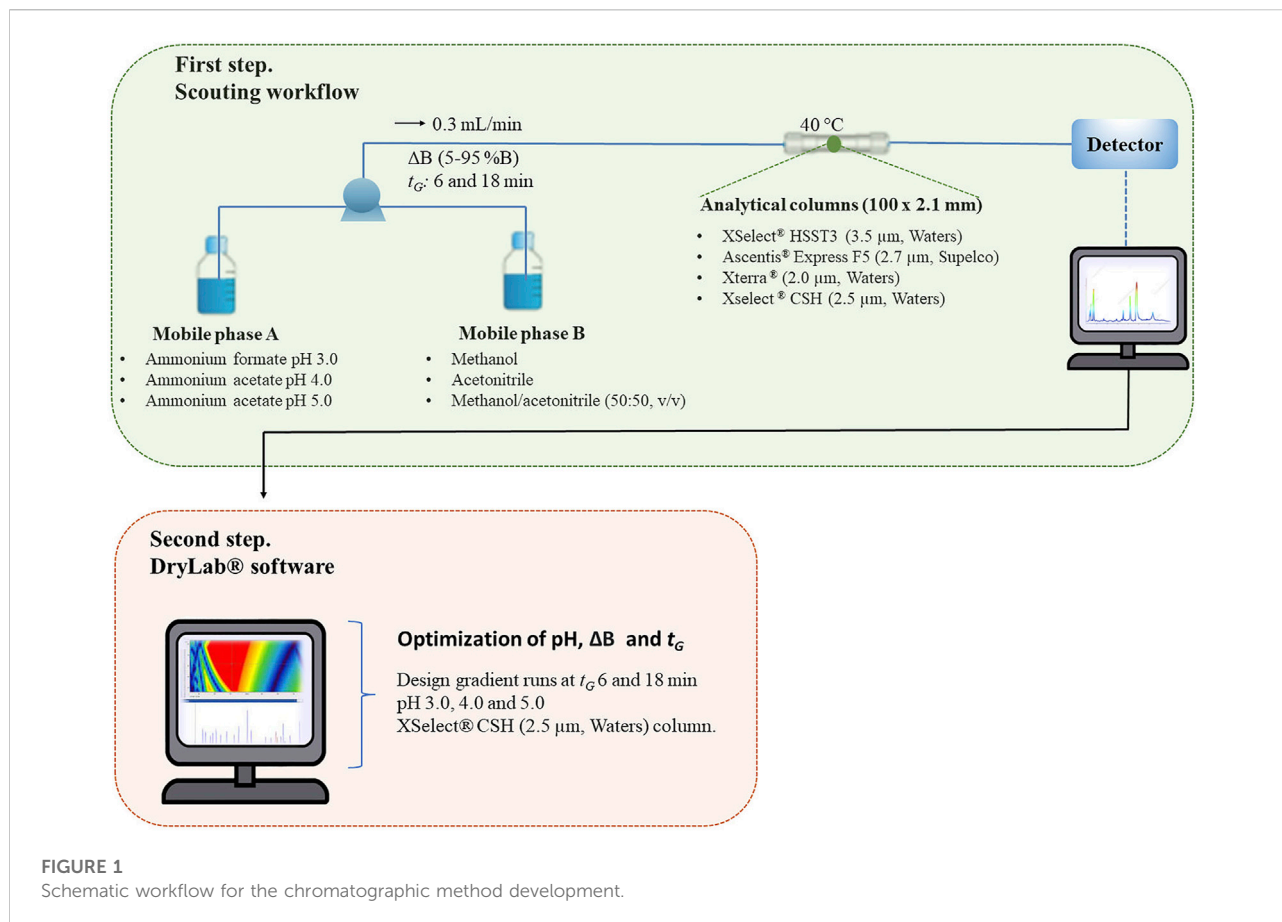 First step.
Scouting workflow
→ 0.3 mL/min
ΔB (5-95 %B)
tG: 6 and 18 min
40 °C
Detector
Analytical columns (100 x 2.1 mm)
• XSelect® HSST3 (3.5 µm, Waters)
• Ascentis® Express F5 (2.7 µm, Supelco)
• Xterra® (2.0 µm, Waters)
• Xselect® CSH (2.5 µm, Waters)
Mobile phase A
• Ammonium formate pH 3.0
• Ammonium acetate pH 4.0
• Ammonium acetate pH 5.0
Mobile phase B
• Methanol
• Acetonitrile
• Methanol/acetonitrile (50:50, v/v)
Second step.
DryLab® software
Optimization of pH, ΔB and tG
Design gradient runs at tG 6 and 18 min
pH 3.0, 4.0 and 5.0
XSelect® CSH (2.5 µm, Waters) column.
FIGURE 1
Schematic workflow for the chromatographic method development.